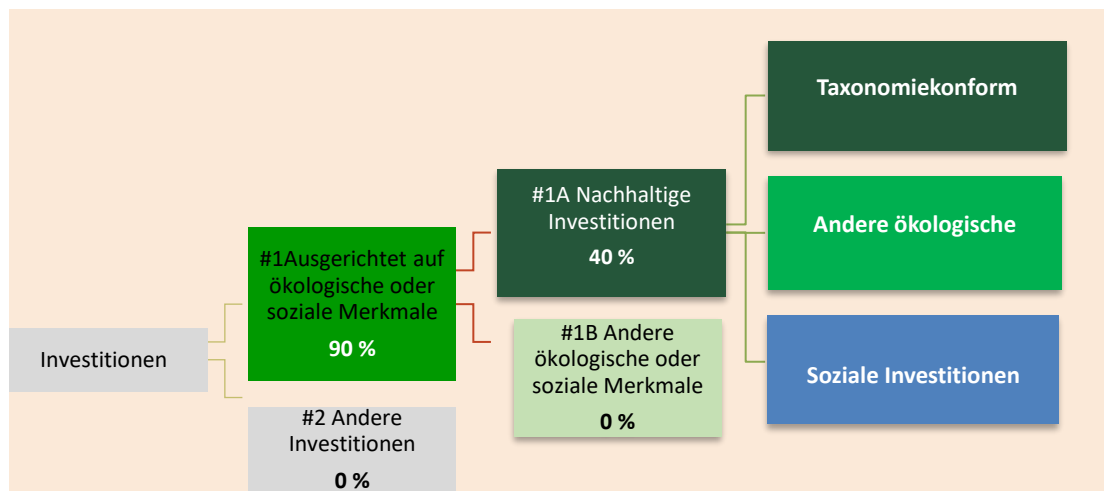 Investitionen
#1Ausgerichtet auf
ökologische oder
soziale Merkmale
90 %
#2 Andere
Investitionen
0 %
#1A Nachhaltige
Investitionen
40 %
#1B Andere
ökologische oder
soziale Merkmale
0 %
Taxonomiekonform
Andere ökologische
Soziale Investitionen